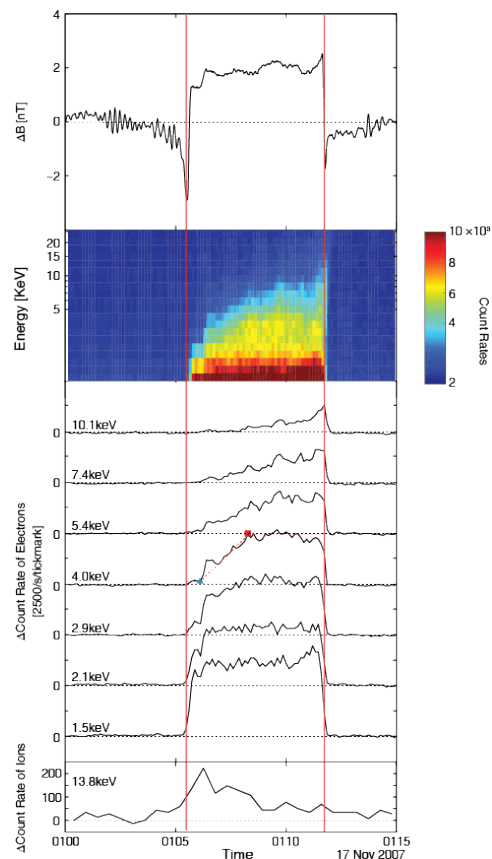 4
2
0
−2
ΔB [nT]
20
15
10
5
Energy [KeV]
10 ×10³
8
6
4
2
Count Rates
10.1keV
0
7.4keV
0
5.4keV
0
4.0keV
0
2.9keV
0
2.1keV
0
1.5keV
0
ΔCount Rate of Electrons
[2500/s/tickmark]
13.8keV
200
100
0
ΔCount Rate of Ions
0100
0105
0110
0115
Time
17 Nov 2007